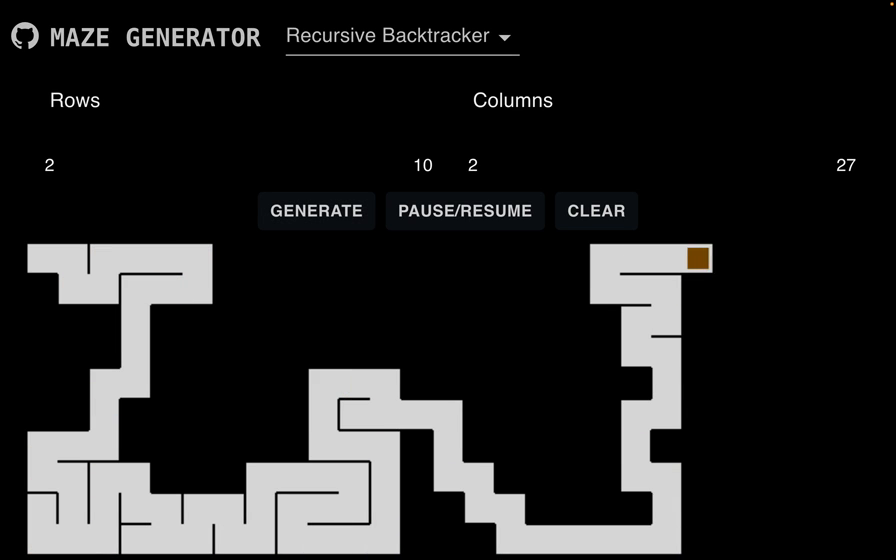 MAZE GENERATOR Recursive Backtracker
Rows Columns
2 10 2 27
GENERATE PAUSE/RESUME CLEAR